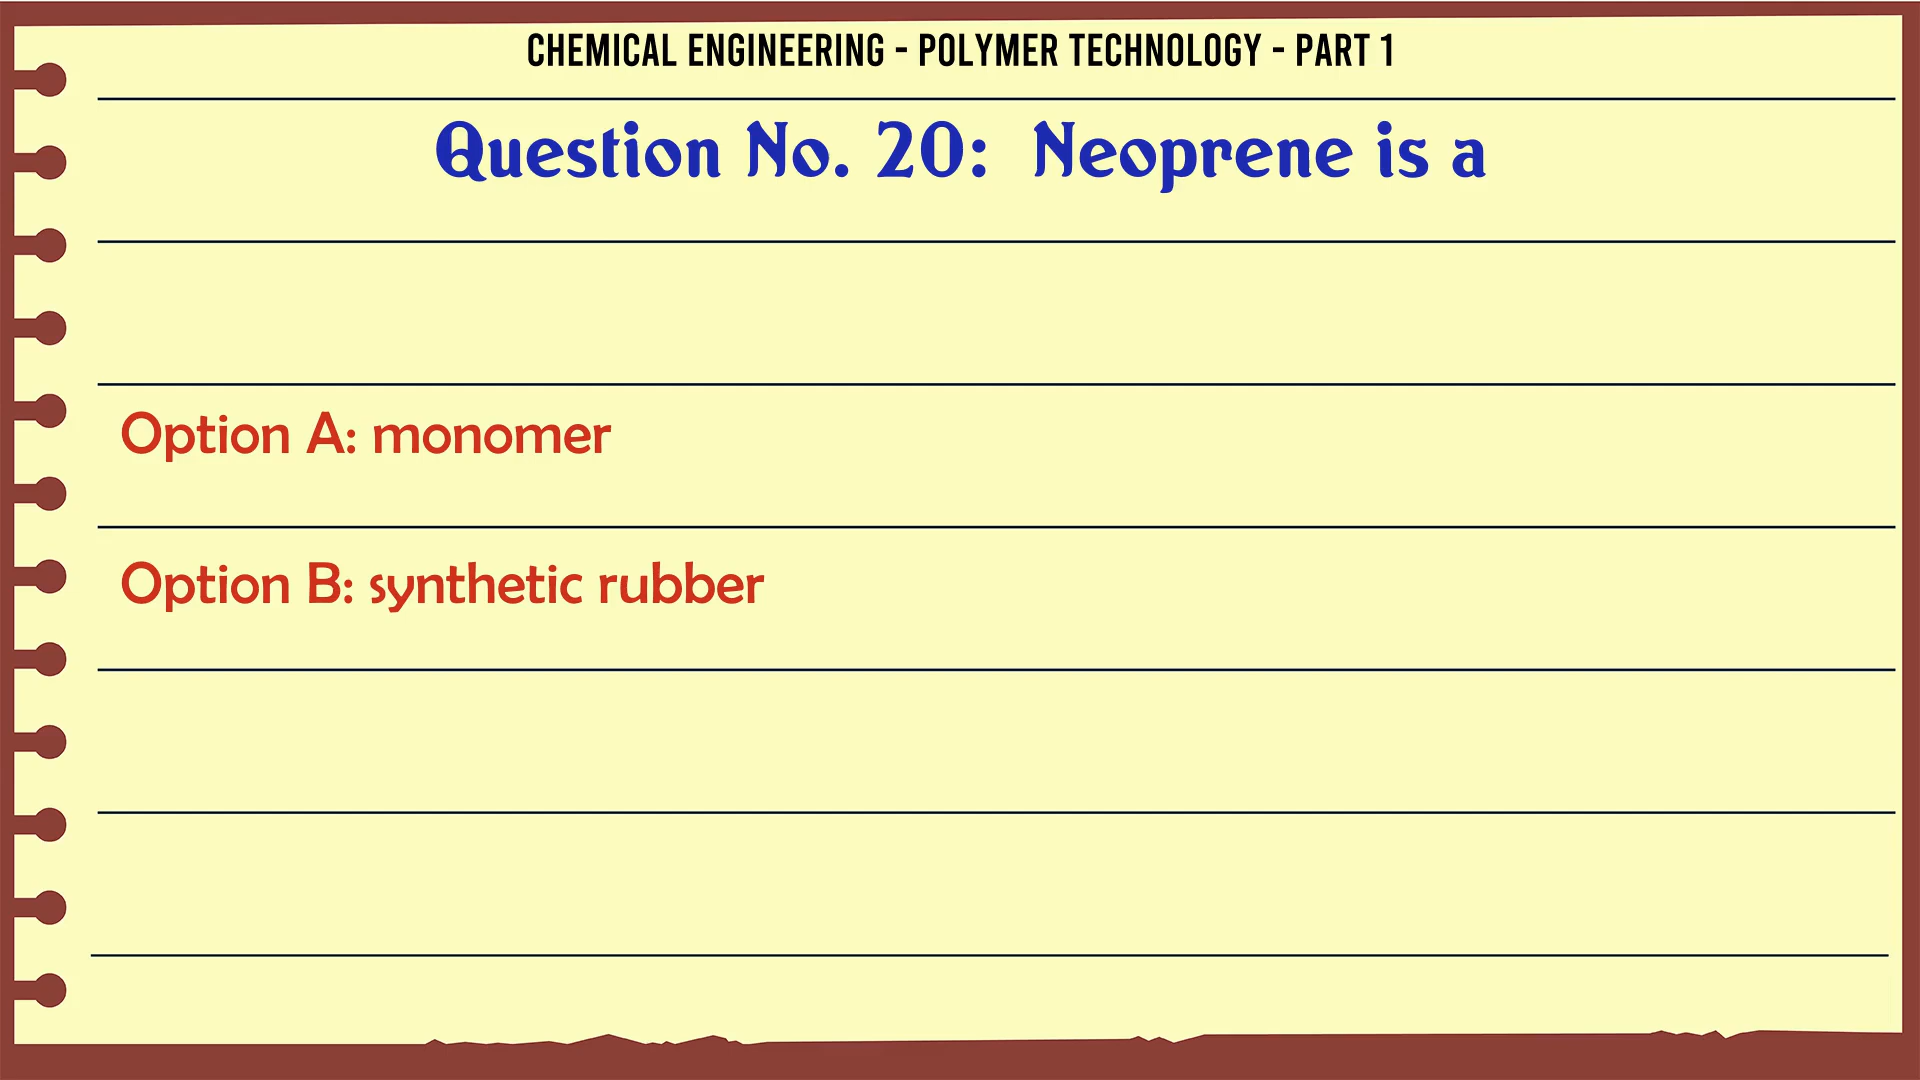 CHEMICAL ENGINEERING - POLYMER TECHNOLOGY - PART 1
Question No. 20: Neoprene is a
Option A: monomer
Option B: synthetic rubber